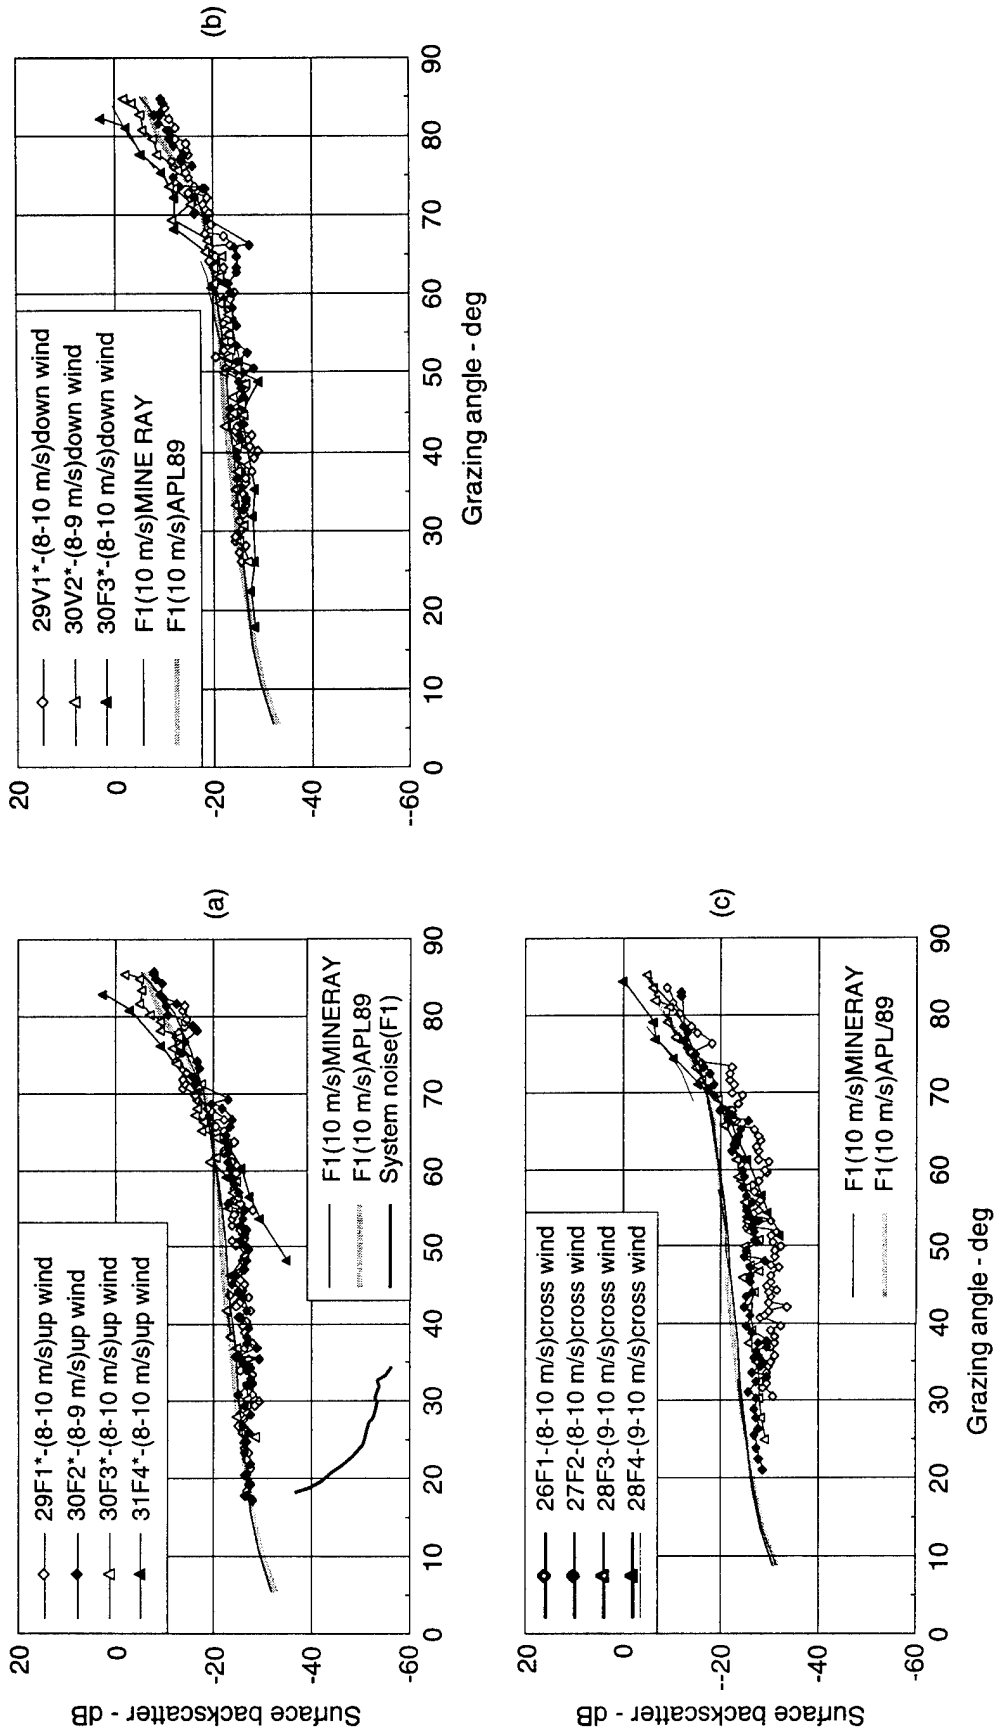 20
0
-20
-40
-60
Surface backscatter - dB
0 10 20 30 40 50 60 70 80 90
29F1*-(8-10 m/s)up wind
30F2*-(8-9 m/s)up wind
30F3*-(8-10 m/s)up wind
31F4*-(8-10 m/s)up wind
F1(10 m/s)MINERAY
F1(10 m/s)APL89
System noise(F1)
(a)
20
0
-20
-40
--60
0 10 20 30 40 50 60 70 80 90
Grazing angle - deg
29V1*-(8-10 m/s)down wind
30V2*-(8-9 m/s)down wind
30F3*-(8-10 m/s)down wind
F1(10 m/s)MINE RAY
F1(10 m/s)APL89
(b)
20
0
--20
-40
-60
Surface backscatter - dB
0 10 20 30 40 50 60 70 80 90
Grazing angle - deg
26F1-(8-10 m/s)cross wind
27F2-(8-10 m/s)cross wind
28F3-(9-10 m/s)cross wind
28F4-(9-10 m/s)cross wind
F1(10 m/s)MINERAY
F1(10 m/s)APL/89
(c)